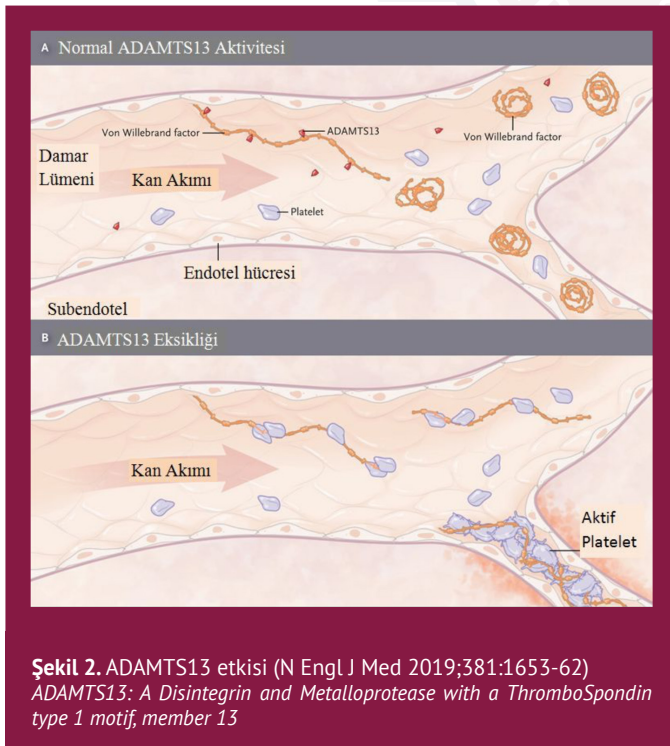 A Normal ADAMTS13 Aktivitesi
Von Willebrand factor
ADAMTS13
Von Willebrand factor
Damar
Lümeni
Kan Akımı
Platelet
Endotel hücresi
Subendotel
B ADAMTS13 Eksikliği
Kan Akımı
Aktif
Platelet
Şekil 2. ADAMTS13 etkisi (N Engl J Med 2019;381:1653-62)
ADAMTS13: A Disintegrin and Metalloprotease with a ThromboSpondin
type 1 motif, member 13